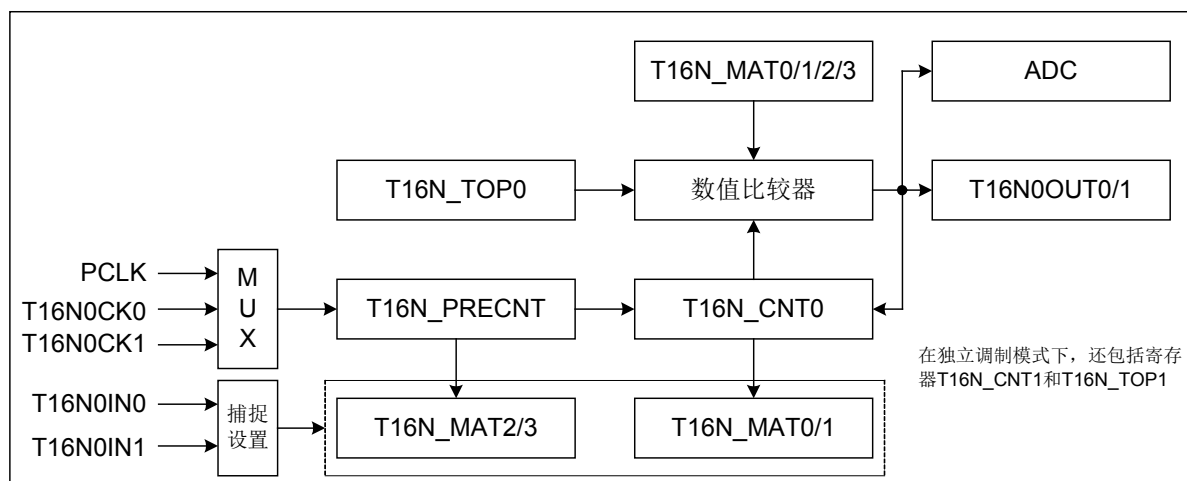 T16N_MAT0/1/2/3
ADC
T16N_TOP0
数值比较器
T16N0OUT0/1
PCLK
T16N0CK0
T16N0CK1
M
U
X
T16N_PRECNT
T16N_CNT0
在独立调制模式下，还包括寄存
器T16N_CNT1和T16N_TOP1
T16N0IN0
T16N0IN1
捕捉
设置
T16N_MAT2/3
T16N_MAT0/1